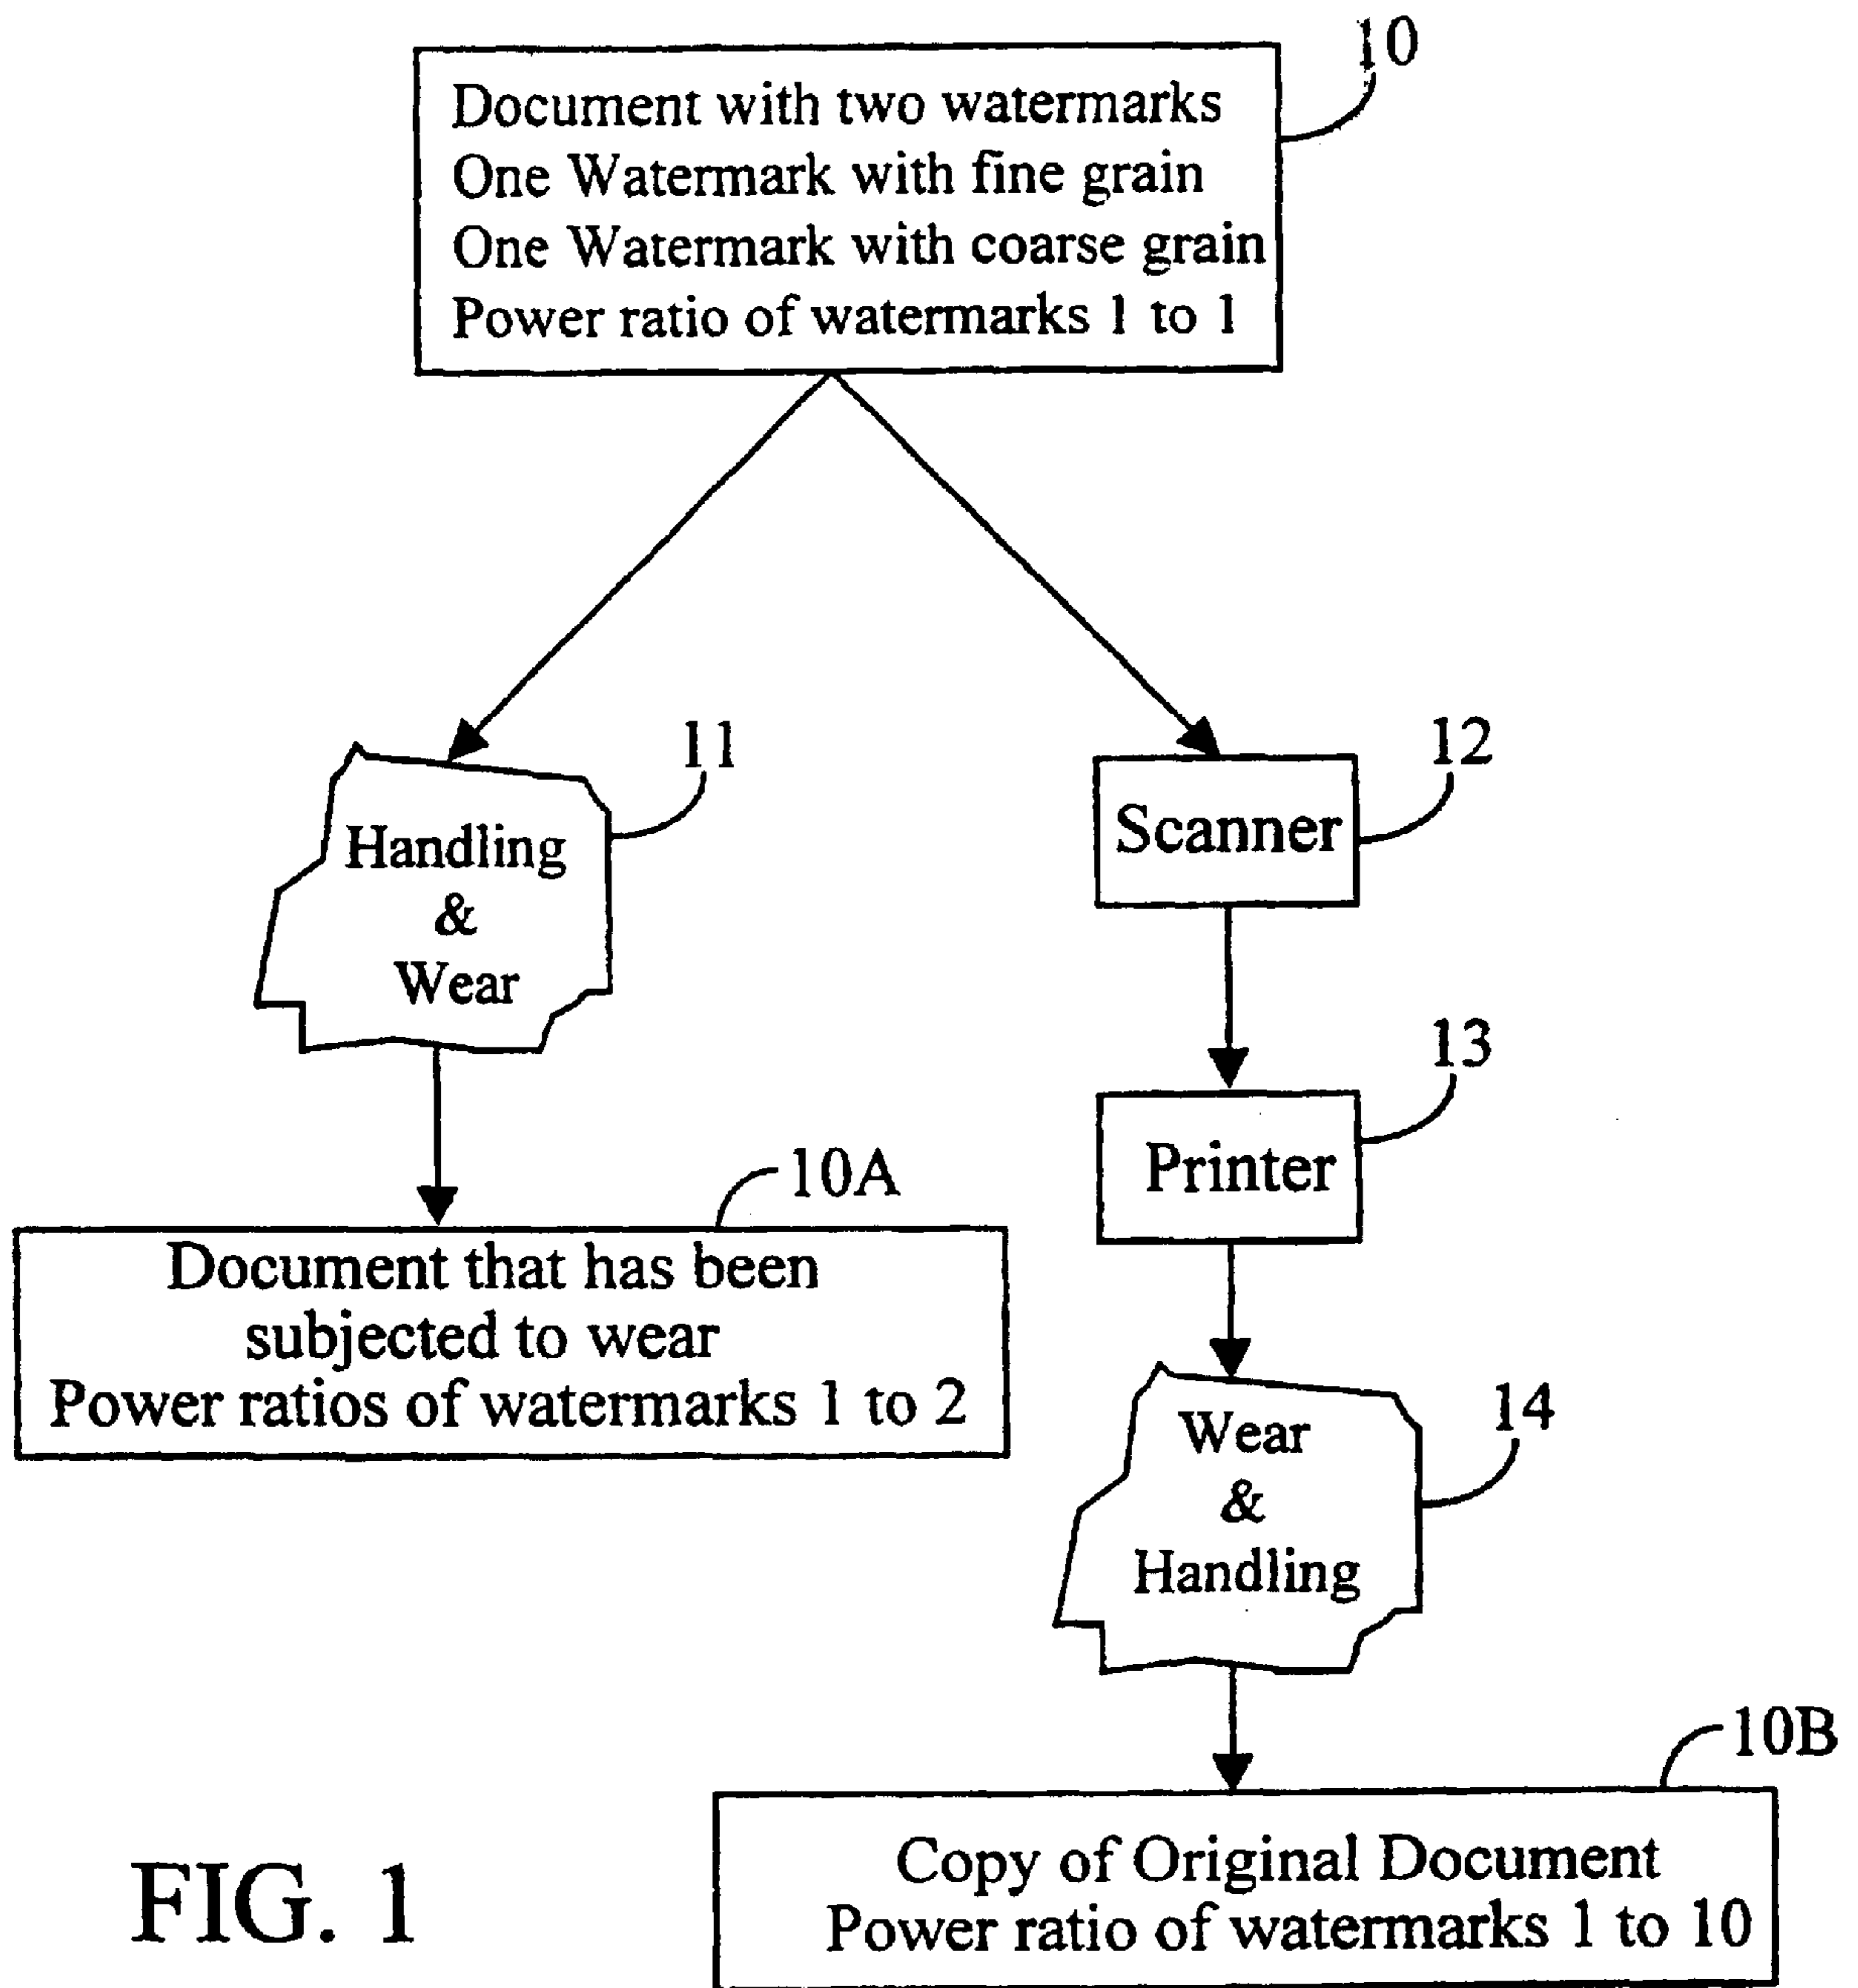 10
Document with two watermarks
One Watermark with fine grain
One Watermark with coarse grain
Power ratio of watermarks 1 to 1
11
Handling
&
Wear
12
Scanner
13
Printer
10A
Document that has been
subjected to wear
Power ratios of watermarks 1 to 2
14
Wear
&
Handling
10B
Copy of Original Document
Power ratio of watermarks 1 to 10
FIG. 1